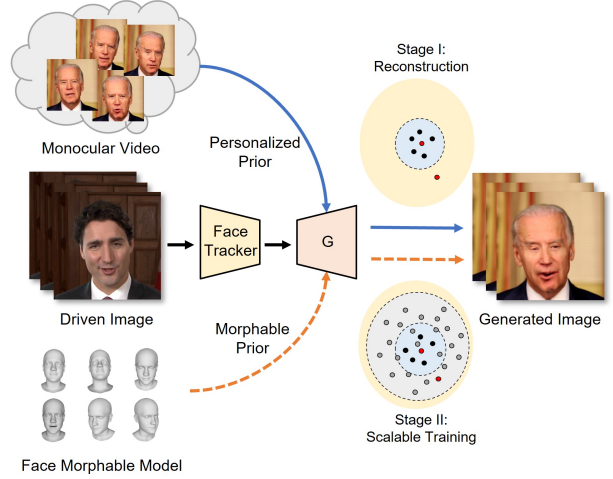 Stage I:
Reconstruction
Monocular Video
Personalized
Prior
Face
Tracker
G
Driven Image
Generated Image
Morphable
Prior
Stage II:
Scalable Training
Face Morphable Model